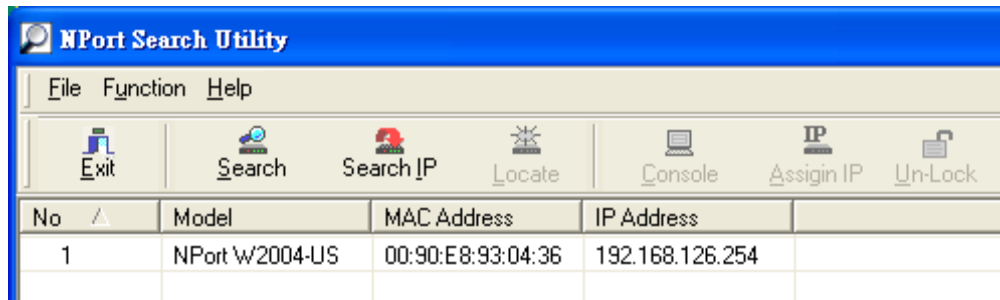 NPort Search Utility
File Function Help
Exit Search Search IP Locate Console Assigin IP Un-Lock
No Model MAC Address IP Address
1 NPort W2004-US 00:90:E8:93:04:36 192.168.126.254